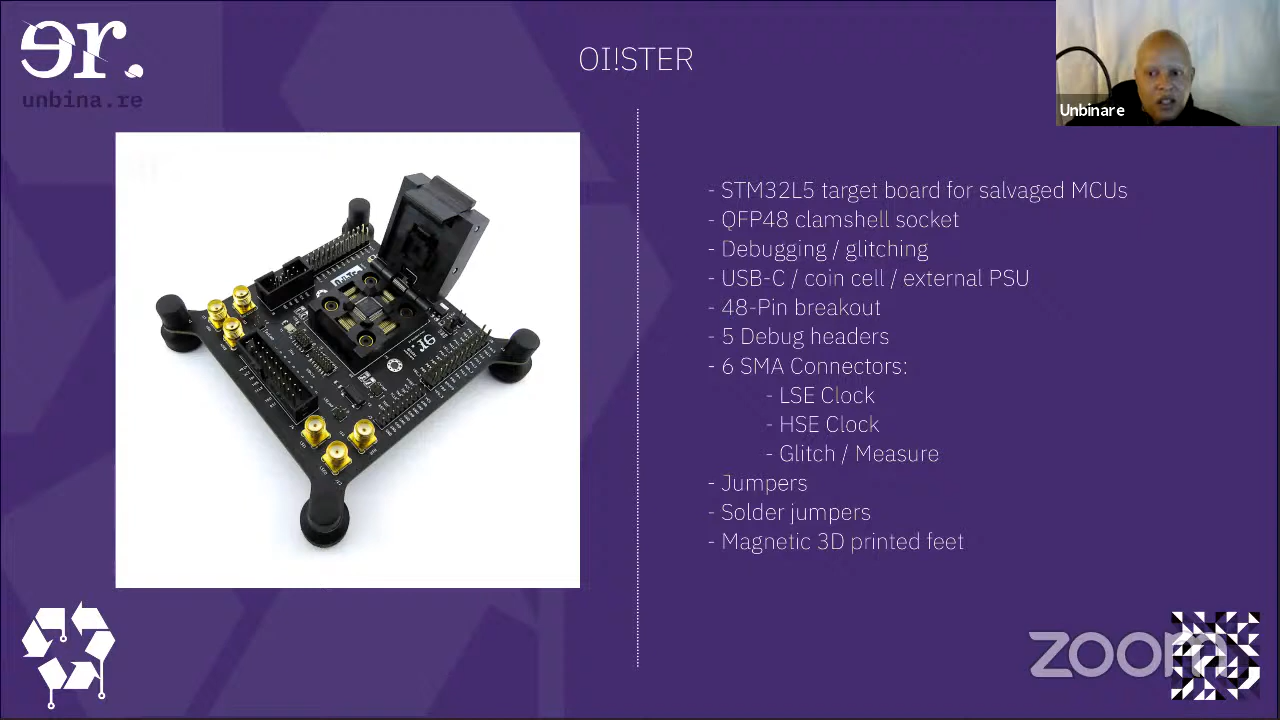 er.
unbina.re
OI!STER
Unbinare
- STM32L5 target board for salvaged MCUs
- QFP48 clamshell socket
- Debugging / glitching
- USB-C / coin cell / external PSU
- 48-Pin breakout
- 5 Debug headers
- 6 SMA Connectors:
- LSE Clock
- HSE Clock
- Glitch / Measure
- Jumpers
- Solder jumpers
- Magnetic 3D printed feet
zoom